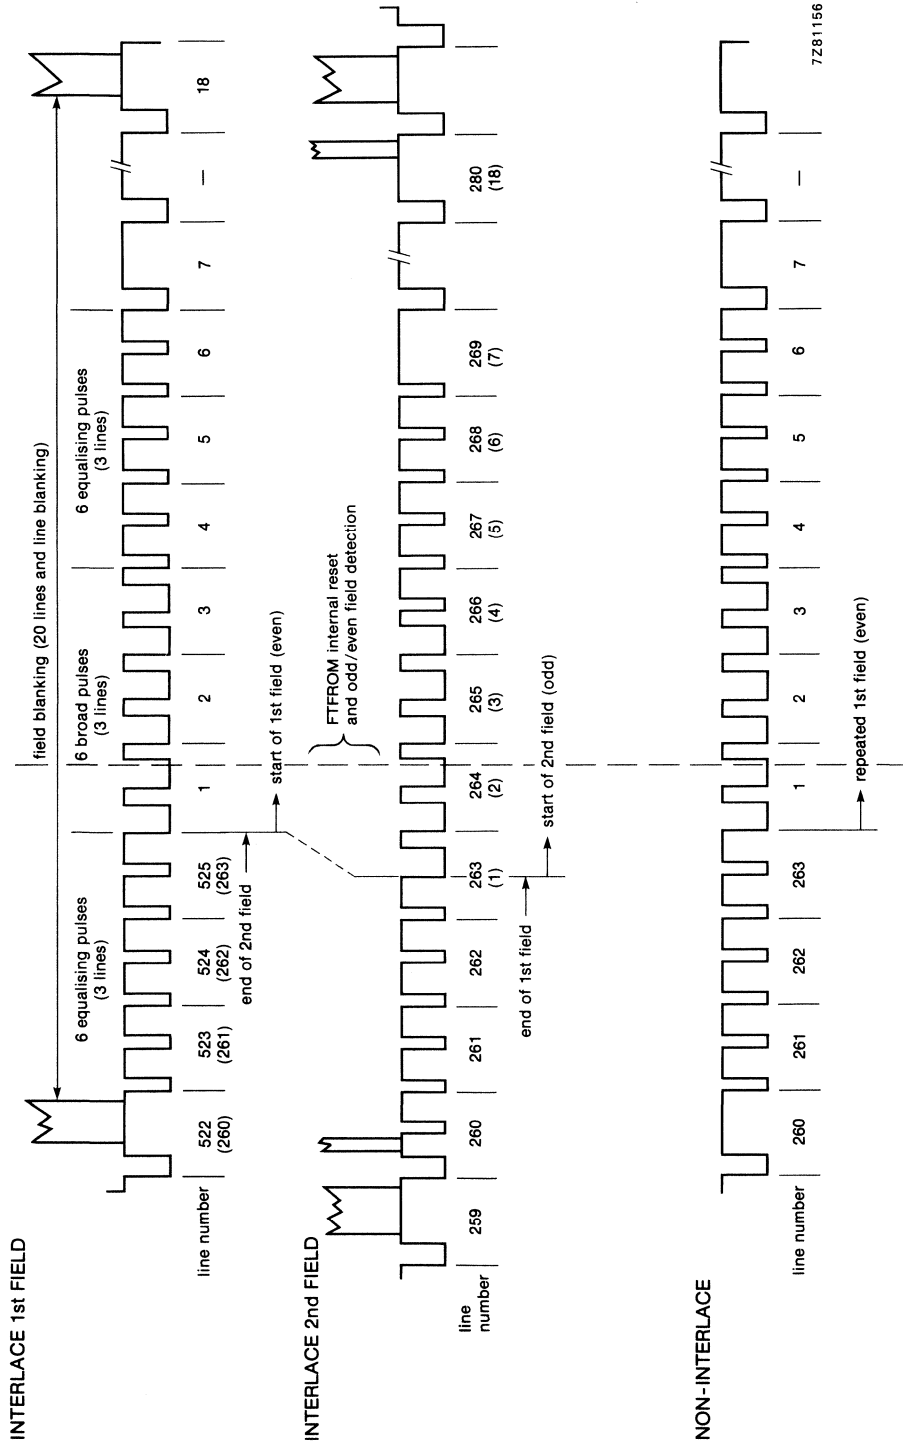 INTERLACE 1st FIELD
field blanking (20 lines and line blanking)
6 equalising pulses
(3 lines)
6 broad pulses
(3 lines)
6 equalising pulses
(3 lines)
line number
522
(260)
523
(261)
524
(262)
525
(263)
1
2
3
4
5
6
7
—
18
end of 2nd field
start of 1st field (even)
INTERLACE 2nd FIELD
FTFROM internal reset
and odd/even field detection
line
number
259
260
261
262
263
(1)
264
(2)
265
(3)
266
(4)
267
(5)
268
(6)
269
(7)
280
(18)
end of 1st field
start of 2nd field (odd)
NON-INTERLACE
line number
260
261
262
263
1
2
3
4
5
6
7
—
repeated 1st field (even)
7Z81156